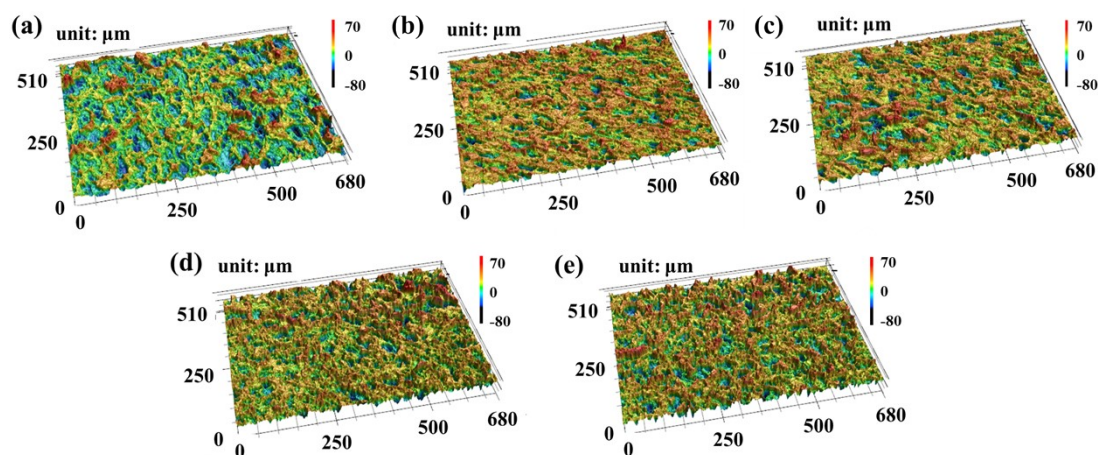 (a) unit: µm 70 0 -80
510 250 0 0 250 500 680
(b) unit: µm 70 0 -80
510 250 0 0 250 500 680
(c) unit: µm 70 0 -80
510 250 0 0 250 500 680
(d) unit: µm 70 0 -80
510 250 0 0 250 500 680
(e) unit: µm 70 0 -80
510 250 0 0 250 500 680